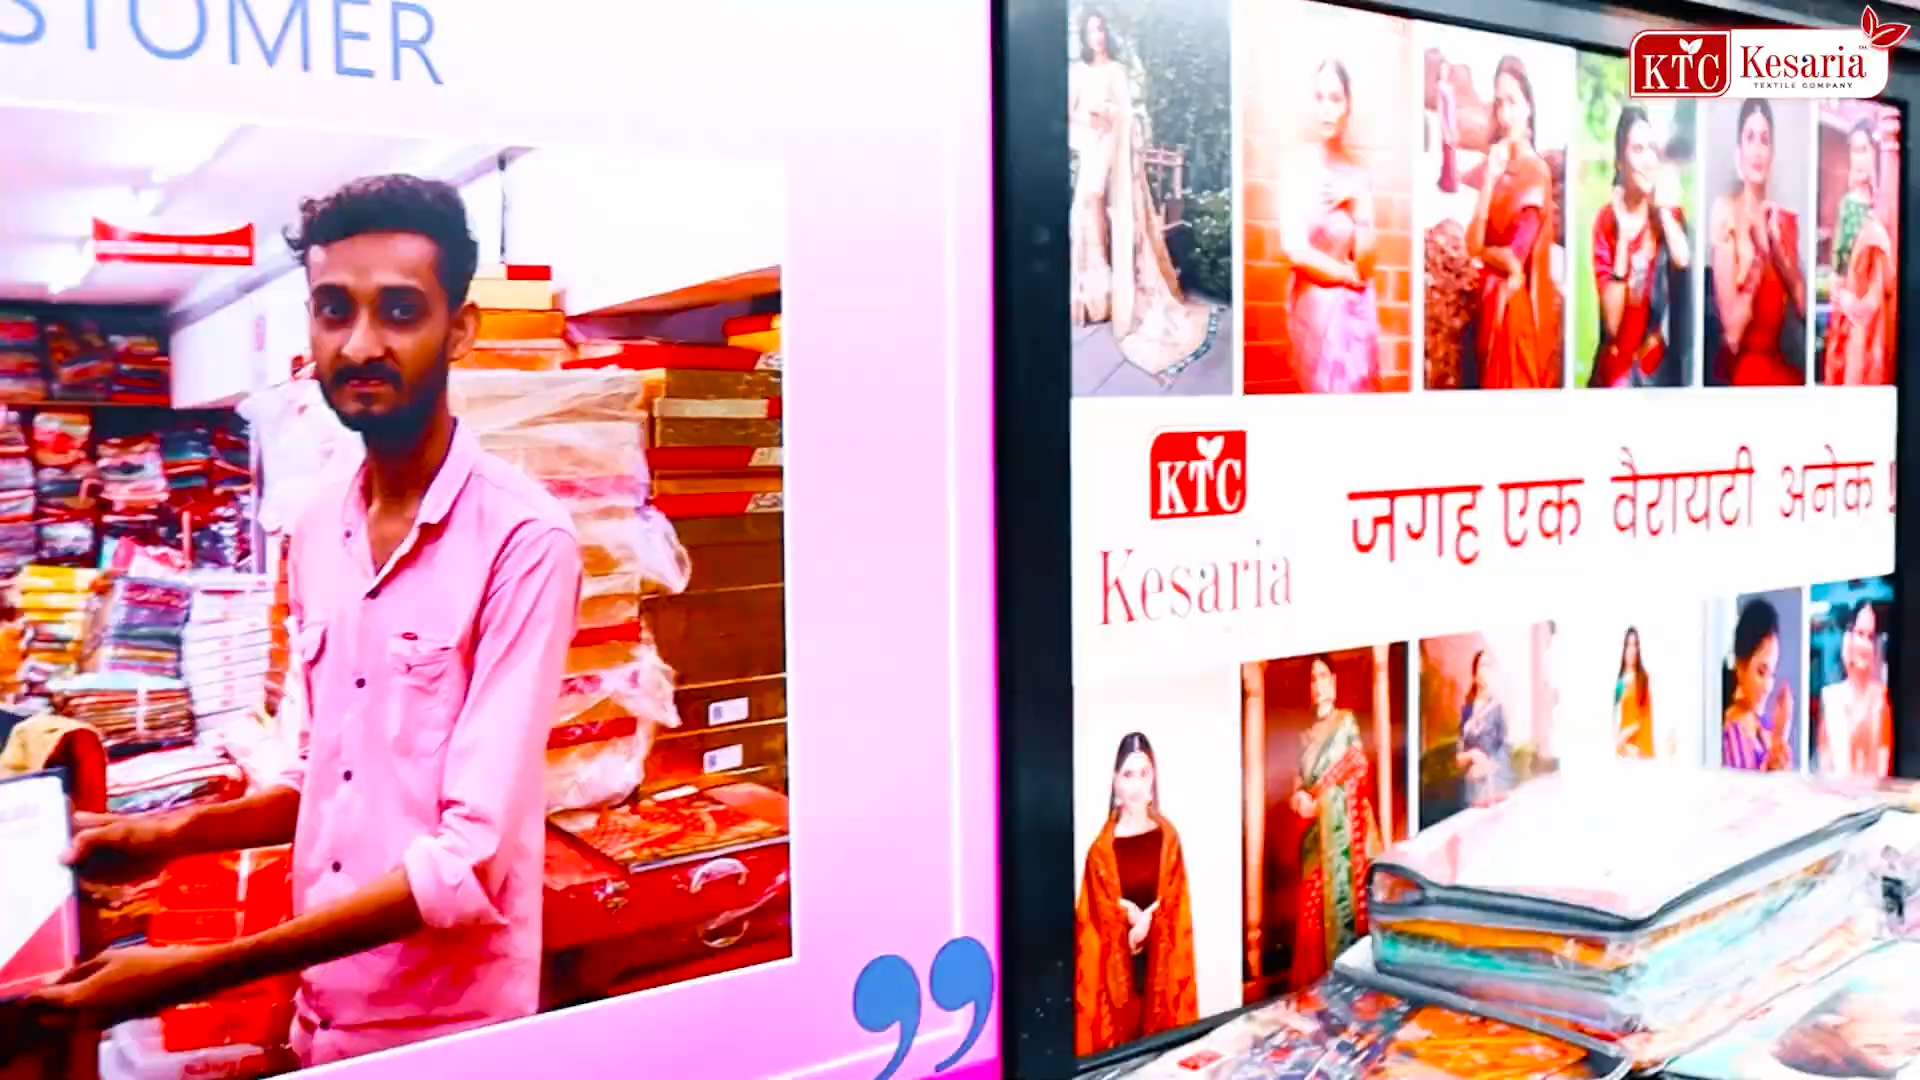 STOMER
KTC Kesaria
TEXTILE COMPANY
KTC
Kesaria
जगह एक वैरायटी अनेक !